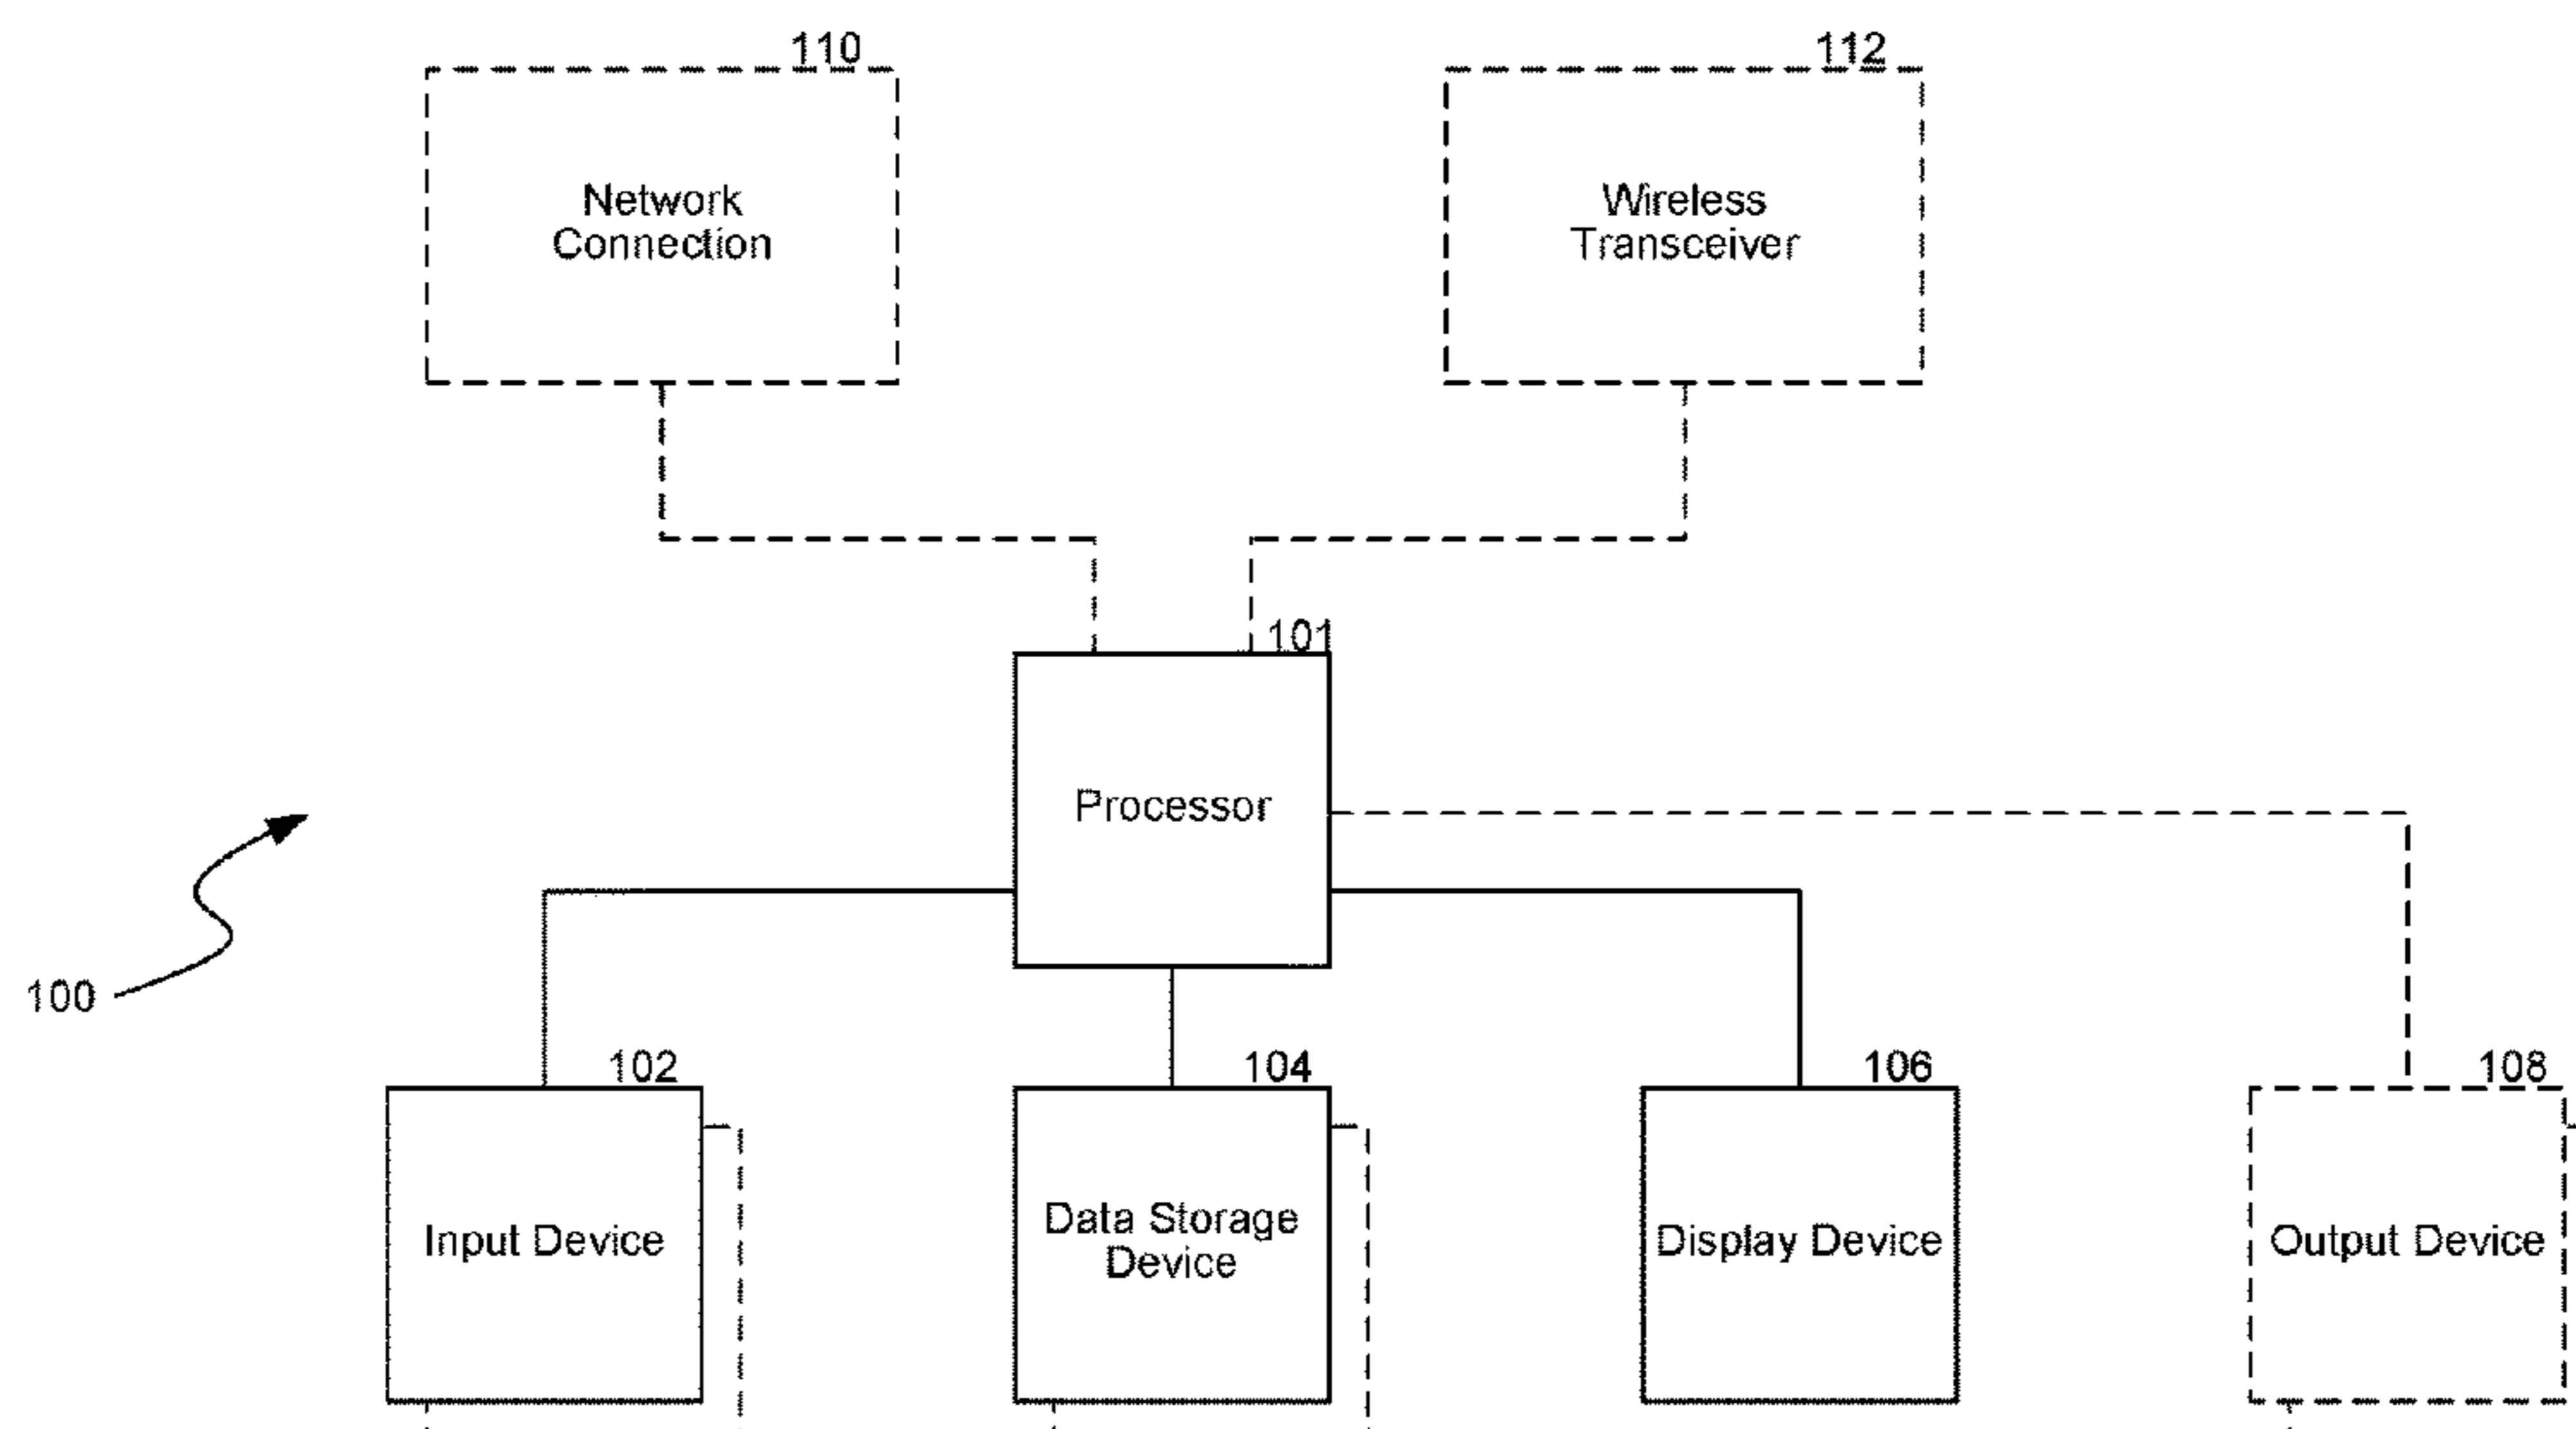 110
112
Network
Connection
Wireless
Transceiver
101
Processor
100
102
104
106
108
Input Device
Data Storage
Device
Display Device
Output Device